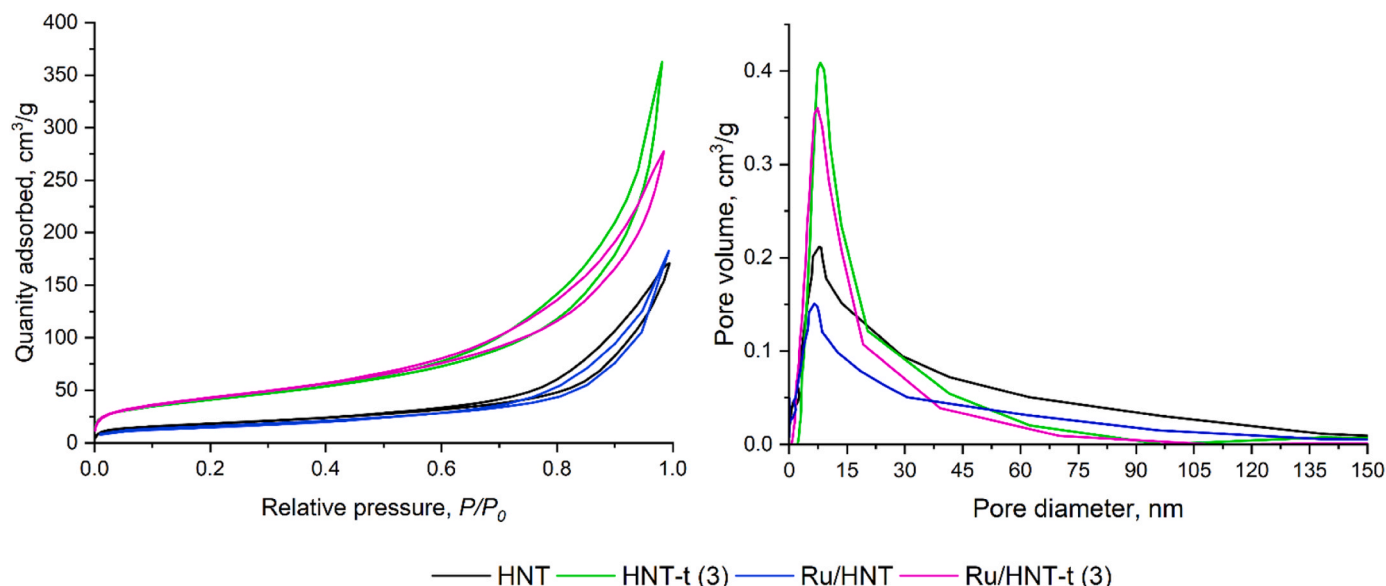 400
350
300
250
200
150
100
50
0
Quanity adsorbed, cm³/g
0.0 0.2 0.4 0.6 0.8 1.0
Relative pressure, P/P₀
0.4
0.3
0.2
0.1
0.0
Pore volume, cm³/g
0 15 30 45 60 75 90 105 120 135 150
Pore diameter, nm
HNT HNT-t (3) Ru/HNT Ru/HNT-t (3)